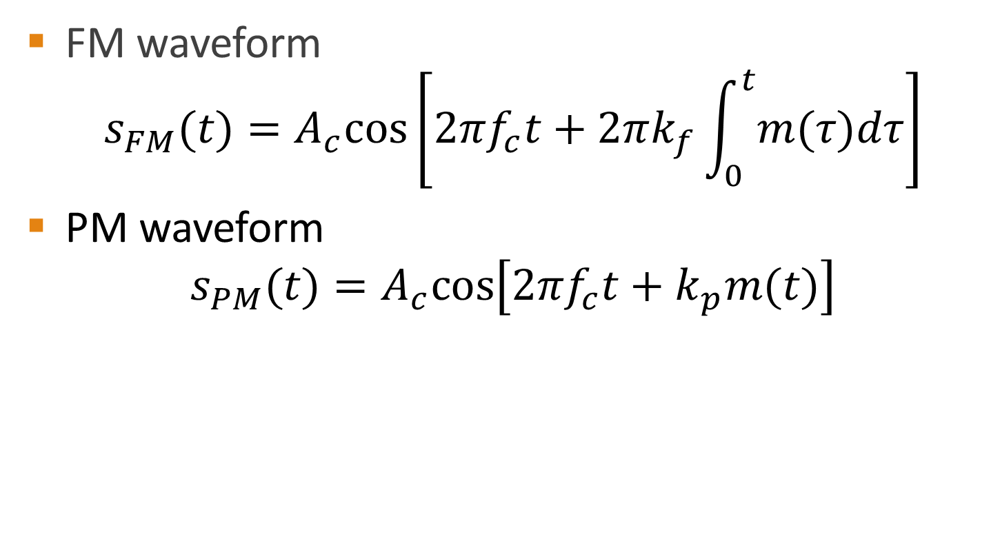 ▪ FM waveform
s_{FM}(t) = A_c cos[2πf_c t + 2πk_f ∫_0^t m(τ)dτ]
▪ PM waveform
s_{PM}(t) = A_c cos[2πf_c t + k_p m(t)]